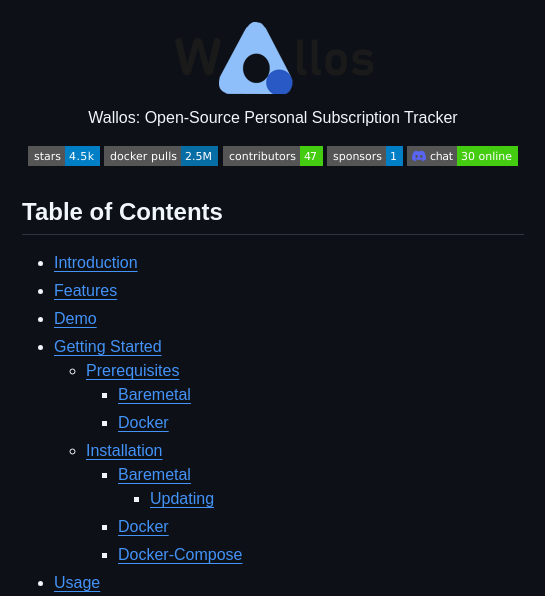 Wallos
Wallos: Open-Source Personal Subscription Tracker
stars 4.5k docker pulls 2.5M contributors 47 sponsors 1 chat 30 online
Table of Contents
Introduction
Features
Demo
Getting Started
Prerequisites
Baremetal
Docker
Installation
Baremetal
Updating
Docker
Docker-Compose
Usage